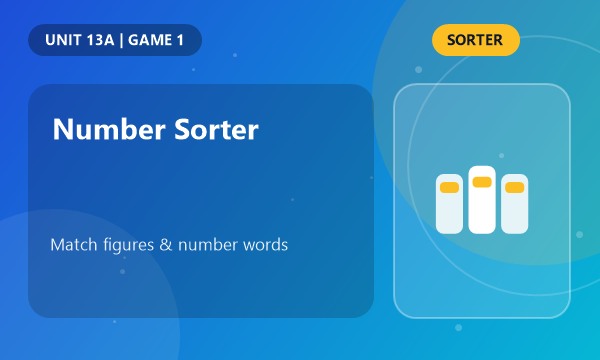 UNIT 13A | GAME 1
SORTER
Number Sorter
Match figures & number words